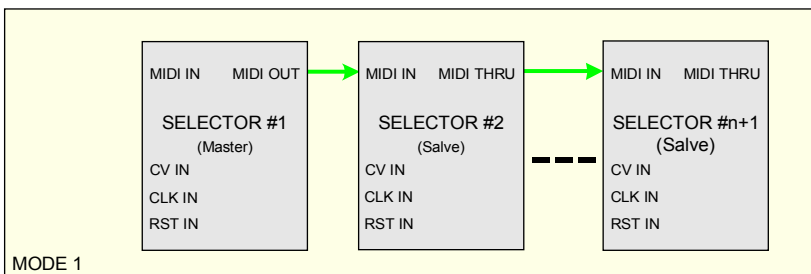 MIDI IN MIDI OUT
SELECTOR #1
(Master)
CV IN
CLK IN
RST IN
MIDI IN MIDI THRU
SELECTOR #2
(Salve)
CV IN
CLK IN
RST IN
MIDI IN MIDI THRU
SELECTOR #n+1
(Salve)
CV IN
CLK IN
RST IN
MODE 1